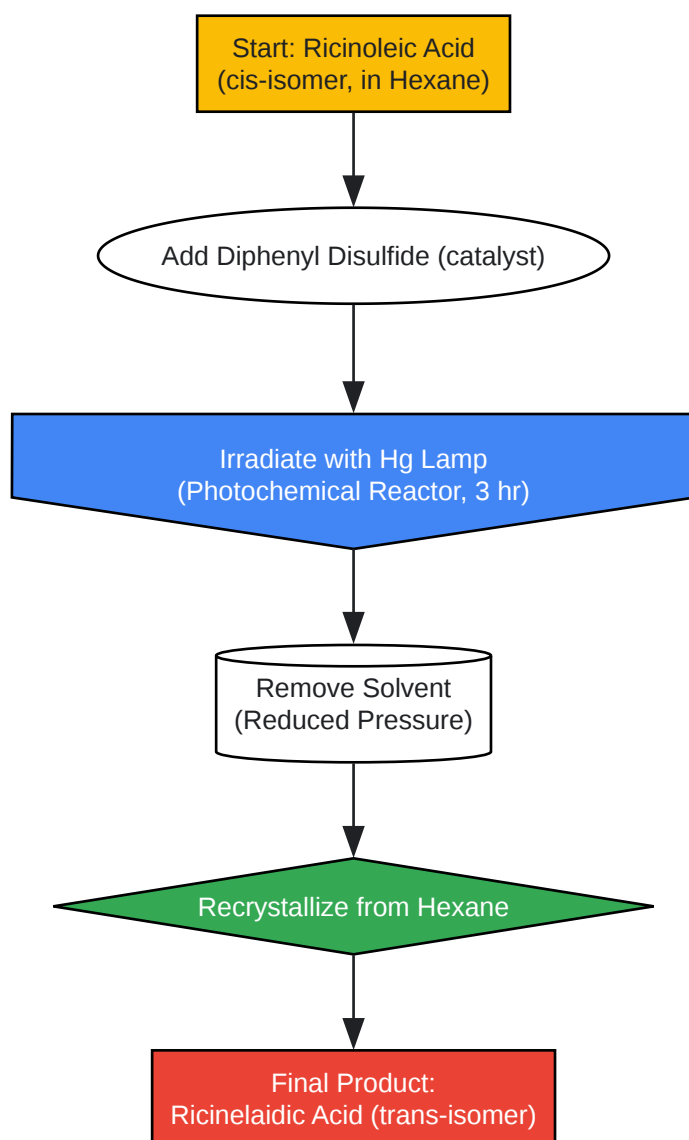 Start: Ricinoleic Acid
(cis-isomer, in Hexane)
Add Diphenyl Disulfide (catalyst)
Irradiate with Hg Lamp
(Photochemical Reactor, 3 hr)
Remove Solvent
(Reduced Pressure)
Recrystallize from Hexane
Final Product:
Ricinelaidic Acid (trans-isomer)